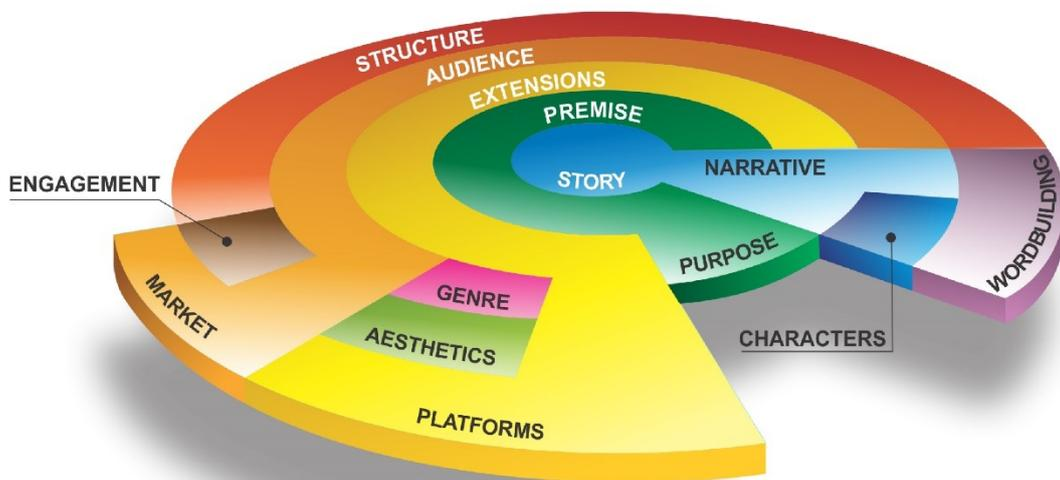 STRUCTURE
AUDIENCE
EXTENSIONS
PREMISE
STORY
NARRATIVE
WORDBUILDING
ENGAGEMENT
PURPOSE
MARKET
GENRE
AESTHETICS
CHARACTERS
PLATFORMS